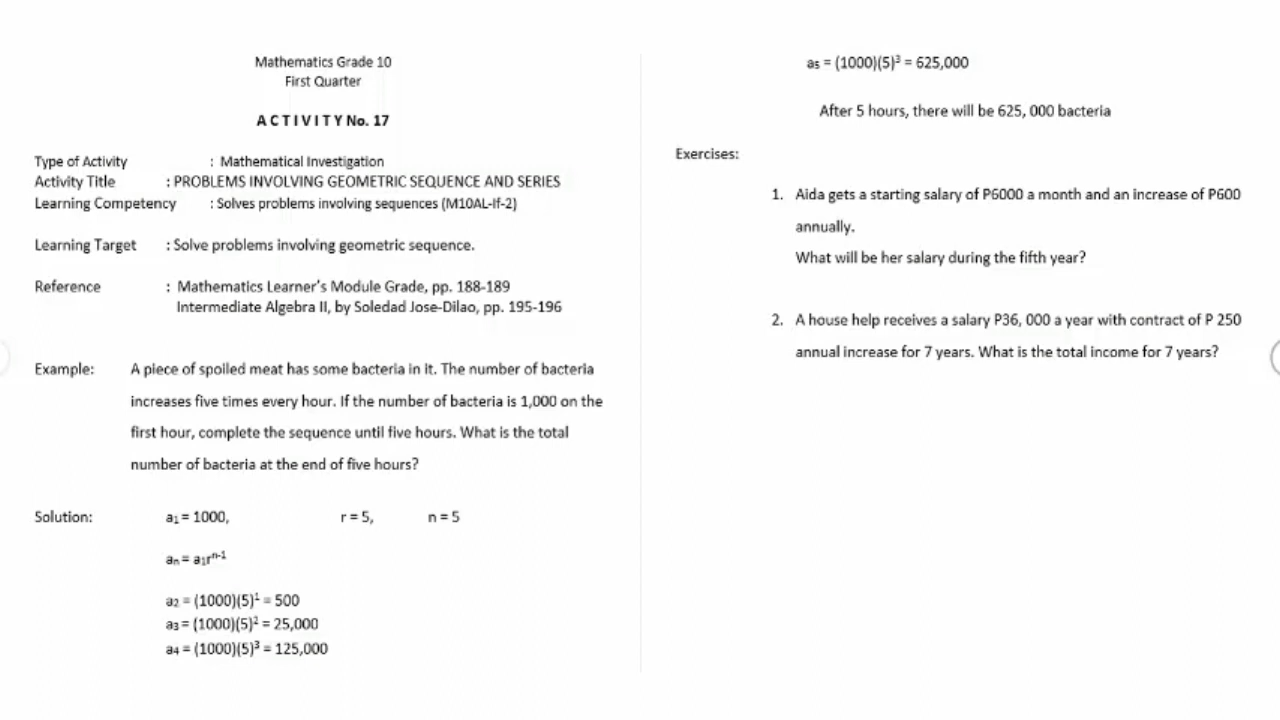 Mathematics Grade 10
First Quarter
A C T I V I T Y No. 17
Type of Activity : Mathematical Investigation
Activity Title : PROBLEMS INVOLVING GEOMETRIC SEQUENCE AND SERIES
Learning Competency : Solves problems involving sequences (M10AL-If-2)
Learning Target : Solve problems involving geometric sequence.
Reference : Mathematics Learner's Module Grade, pp. 188-189
Intermediate Algebra II, by Soledad Jose-Dilao, pp. 195-196
Example: A piece of spoiled meat has some bacteria in it. The number of bacteria
increases five times every hour. If the number of bacteria is 1,000 on the
first hour, complete the sequence until five hours. What is the total
number of bacteria at the end of five hours?
Solution: a₁ = 1000, r = 5, n = 5
aₙ = a₁rⁿ⁻¹
a₂ = (1000)(5)¹ = 500
a₃ = (1000)(5)² = 25,000
a₄ = (1000)(5)³ = 125,000
a₅ = (1000)(5)³ = 625,000
After 5 hours, there will be 625, 000 bacteria
Exercises:
1. Aida gets a starting salary of P6000 a month and an increase of P600
annually.
What will be her salary during the fifth year?
2. A house help receives a salary P36, 000 a year with contract of P 250
annual increase for 7 years. What is the total income for 7 years?